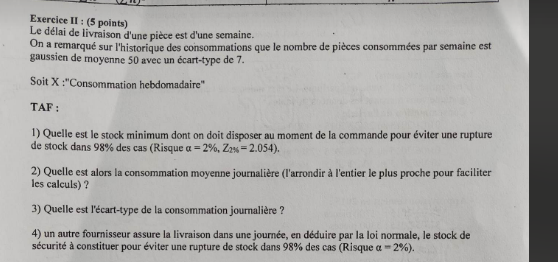 Exercice II : (5 points)
Le délai de livraison d'une pièce est d'une semaine.
On a remarqué sur l'historique des consommations que le nombre de pièces consommées par semaine est
gaussien de moyenne 50 avec un écart-type de 7.
Soit X :"Consommation hebdomadaire"
TAF :
1) Quelle est le stock minimum dont on doit disposer au moment de la commande pour éviter une rupture
de stock dans 98% des cas (Risque α = 2%, Z2% = 2.054).
2) Quelle est alors la consommation moyenne journalière (l'arrondir à l'entier le plus proche pour faciliter
les calculs) ?
3) Quelle est l'écart-type de la consommation journalière ?
4) un autre fournisseur assure la livraison dans une journée, en déduire par la loi normale, le stock de
sécurité à constituer pour éviter une rupture de stock dans 98% des cas (Risque α = 2%).